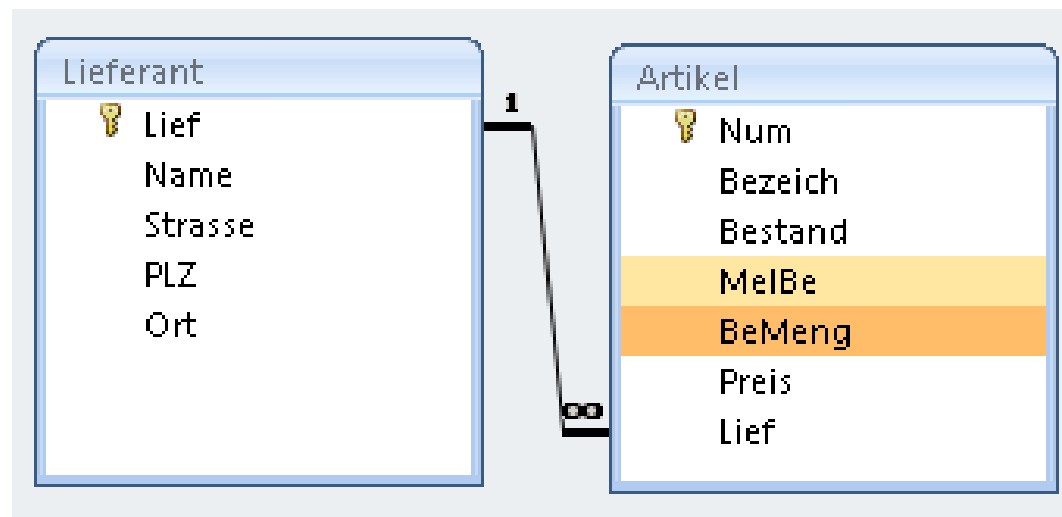 Lieferant
Lief
Name
Strasse
PLZ
Ort
1
∞
Artikel
Num
Bezeich
Bestand
MelBe
BeMeng
Preis
Lief